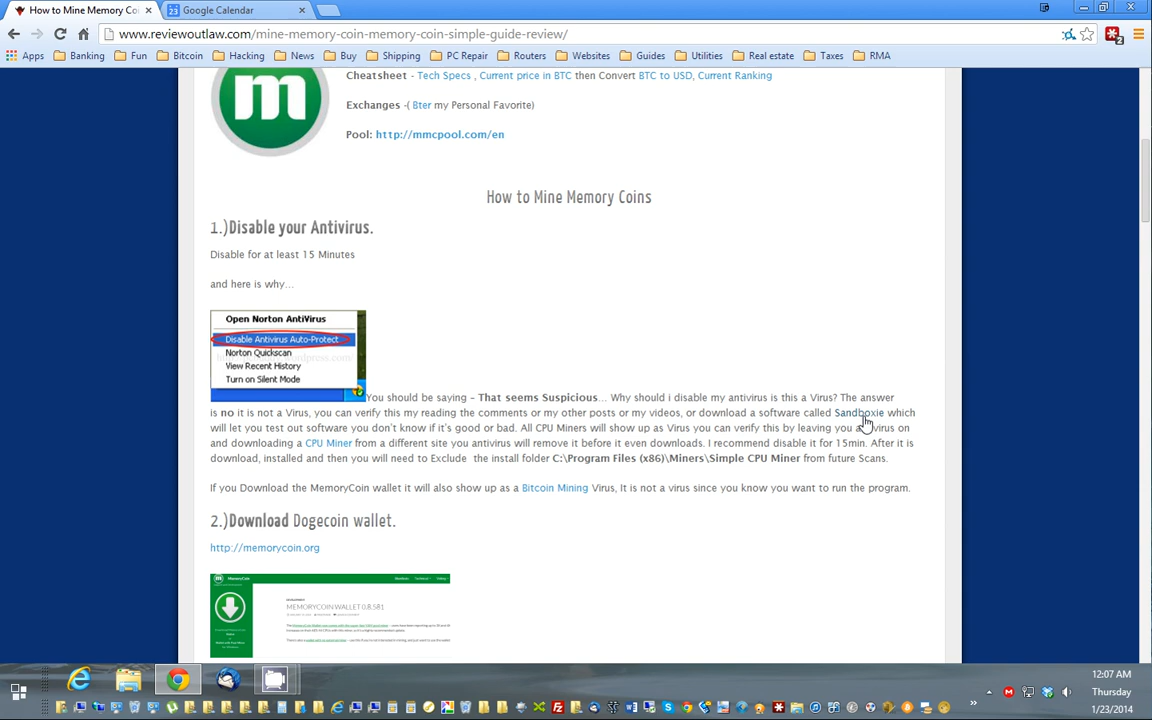 How to Mine Memory Co
Google Calendar
www.reviewoutlaw.com/mine-memory-coin-memory-coin-simple-guide-review/
Apps Banking Fun Bitcoin Hacking News Buy Shipping PC Repair Routers Websites Guides Utilities Real estate Taxes RMA
Cheatsheet - Tech Specs , Current price in BTC then Convert BTC to USD, Current Ranking
Exchanges -( Bter my Personal Favorite)
Pool: http://mmcpool.com/en
How to Mine Memory Coins
1.)Disable your Antivirus.
Disable for at least 15 Minutes
and here is why...
Open Norton AntiVirus
Disable Antivirus Auto-Protect
Norton Quickscan
View Recent History
Turn on Silent Mode
You should be saying – That seems Suspicious... Why should i disable my antivirus is this a Virus? The answer
is no it is not a Virus, you can verify this my reading the comments or my other posts or my videos, or download a software called Sandboxie which
will let you test out software you don't know if it's good or bad. All CPU Miners will show up as Virus you can verify this by leaving you a irus on
and downloading a CPU Miner from a different site you antivirus will remove it before it even downloads. I recommend disable it for 15min. After it is
download, installed and then you will need to Exclude the install folder C:\Program Files (x86)\Miners\Simple CPU Miner from future Scans.
If you Download the MemoryCoin wallet it will also show up as a Bitcoin Mining Virus, It is not a virus since you know you want to run the program.
2.)Download Dogecoin wallet.
http://memorycoin.org
MemoryCoin
MEMORYCOIN WALLET 0.8.581
12:07 AM
Thursday
1/23/2014